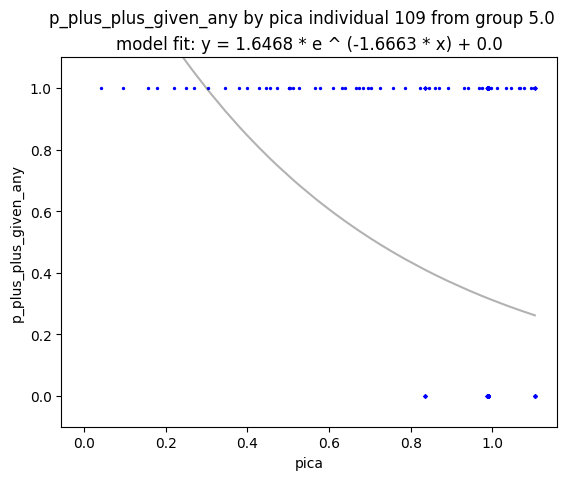 p_plus_plus_given_any by pica individual 109 from group 5.0
model fit: y = 1.6468 * e ^ (-1.6663 * x) + 0.0
p_plus_plus_given_any
1.0
0.8
0.6
0.4
0.2
0.0
0.0 0.2 0.4 0.6 0.8 1.0
pica